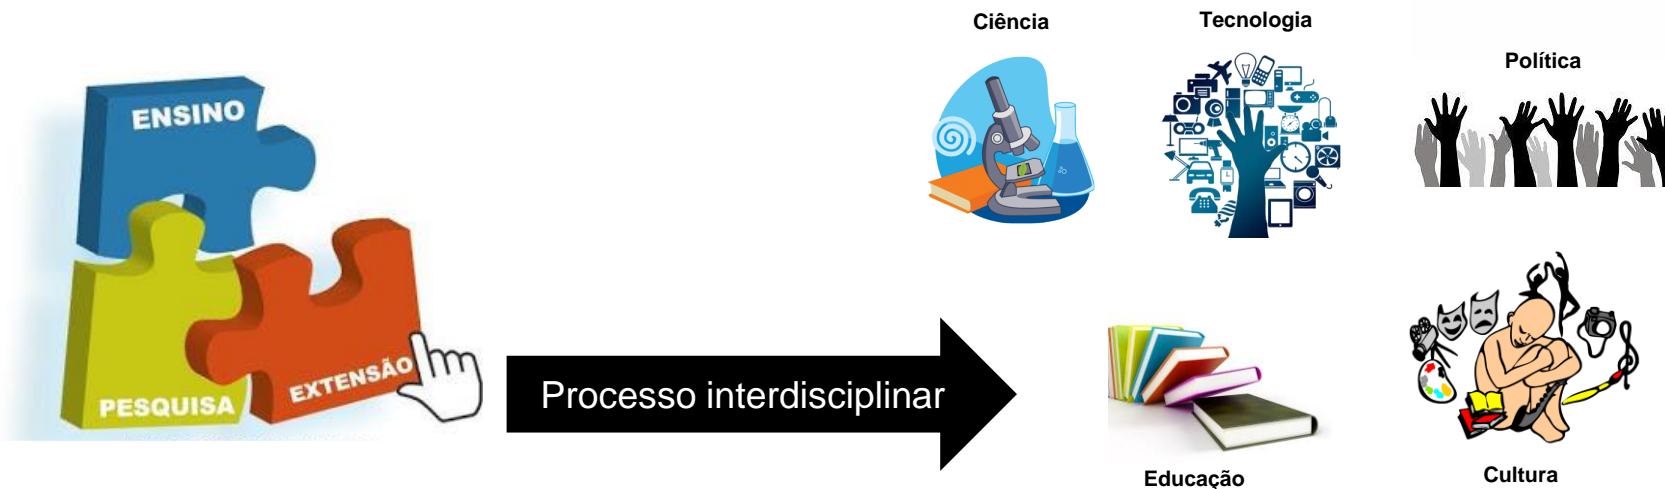 Ciência
Tecnologia
Política
ENSINO
PESQUISA
EXTENSÃO
Processo interdisciplinar
Educação
Cultura